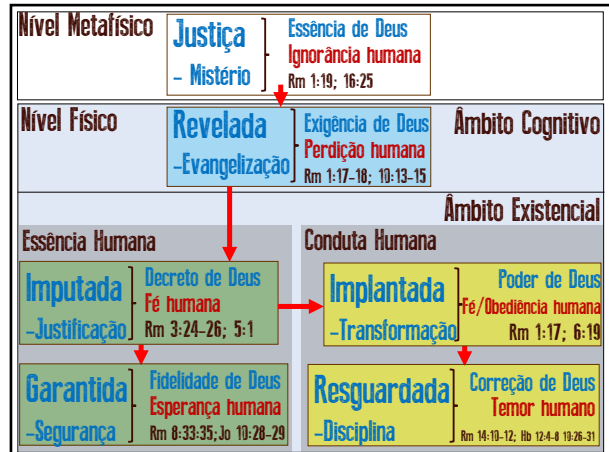 Nível Metafísico
Justiça
– Mistério
Essência de Deus
Ignorância humana
Rm 1:19; 16:25
Nível Físico
Âmbito Cognitivo
Revelada
–Evangelização
Exigência de Deus
Perdição humana
Rm 1:17–18; 10:13–15
Âmbito Existencial
Essência Humana
Imputada
–Justificação
Decreto de Deus
Fé humana
Rm 3:24–26; 5:1
Garantida
–Segurança
Fidelidade de Deus
Esperança humana
Rm 8:33:35;Jo 10:28–29
Conduta Humana
Implantada
–Transformação
Poder de Deus
Fé/Obediência humana
Rm 1:17; 6:19
Resguardada
–Disciplina
Correção de Deus
Temor humano
Rm 14:10–12; Hb 12:4–8 10:26–31